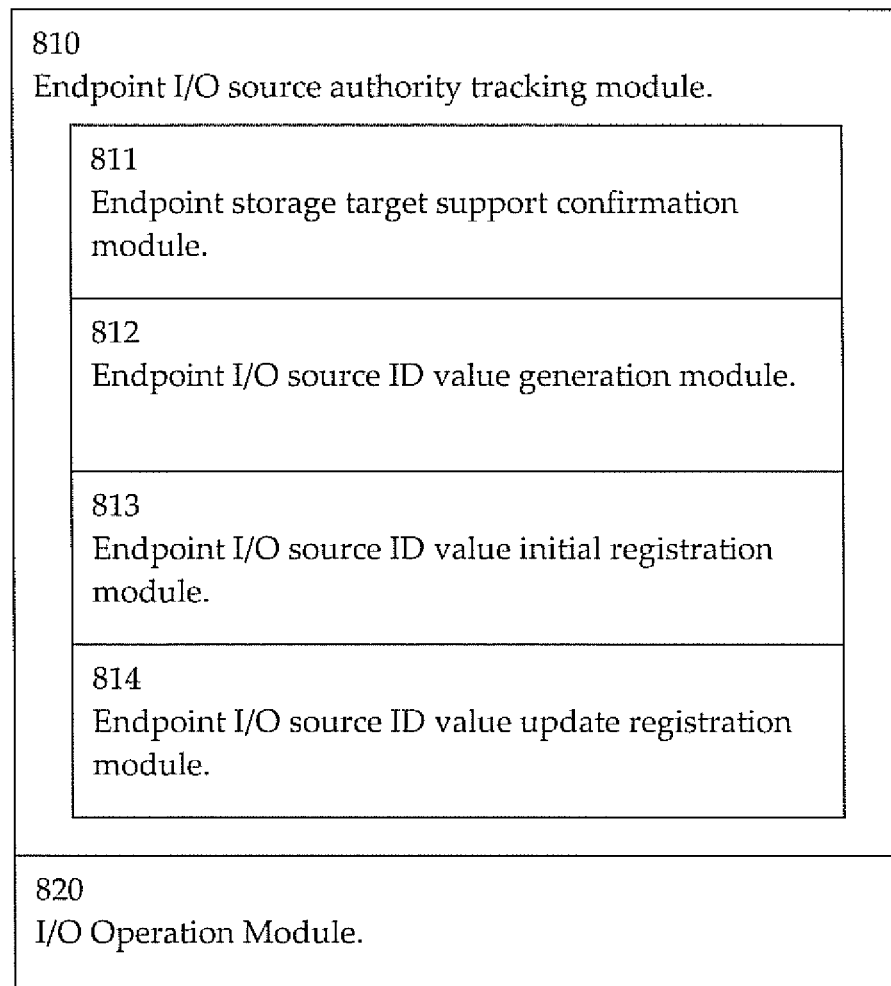 810
Endpoint I/O source authority tracking module.
811
Endpoint storage target support confirmation
module.
812
Endpoint I/O source ID value generation module.
813
Endpoint I/O source ID value initial registration
module.
814
Endpoint I/O source ID value update registration
module.
820
I/O Operation Module.